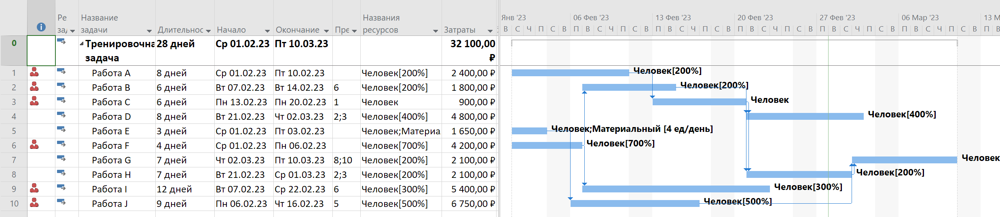 Ре
зад
Название
задачи
Длительнос
Начало
Окончание
Пре
Названия
ресурсов
Затраты
0 Тренировочна 28 дней Ср 01.02.23 Пт 10.03.23 32 100,00
задача ₽
1 Работа A 8 дней Ср 01.02.23 Пт 10.02.23 Человек[200%] 2 400,00 ₽
2 Работа B 6 дней Вт 07.02.23 Вт 14.02.23 6 Человек[200%] 1 800,00 ₽
3 Работа C 6 дней Пн 13.02.23 Пн 20.02.23 1 Человек 900,00 ₽
4 Работа D 8 дней Вт 21.02.23 Чт 02.03.23 2;3 Человек[400%] 4 800,00 ₽
5 Работа E 3 дней Ср 01.02.23 Пт 03.02.23 Человек;Материа 1 650,00 ₽
6 Работа F 4 дней Ср 01.02.23 Пн 06.02.23 Человек[700%] 4 200,00 ₽
7 Работа G 7 дней Чт 02.03.23 Пт 10.03.23 8;10 Человек[200%] 2 100,00 ₽
8 Работа H 7 дней Вт 21.02.23 Ср 01.03.23 2;3 Человек[200%] 2 100,00 ₽
9 Работа I 12 дней Вт 07.02.23 Ср 22.02.23 6 Человек[300%] 5 400,00 ₽
10 Работа J 9 дней Пн 06.02.23 Чт 16.02.23 5 Человек[500%] 6 750,00 ₽
Янв '23 06 Фев '23 13 Фев '23 20 Фев '23 27 Фев '23 06 Мар '23 13 М
В С Ч П С В П В С Ч П С В П В С Ч П С В П В С Ч П С В П В С Ч П С В П В С Ч П С В П В
Человек[200%]
Человек[200%]
Человек
Человек[400%]
Человек;Материальный [4 ед/день]
Человек[700%]
Человек
Человек[200%]
Человек[300%]
Человек[500%]